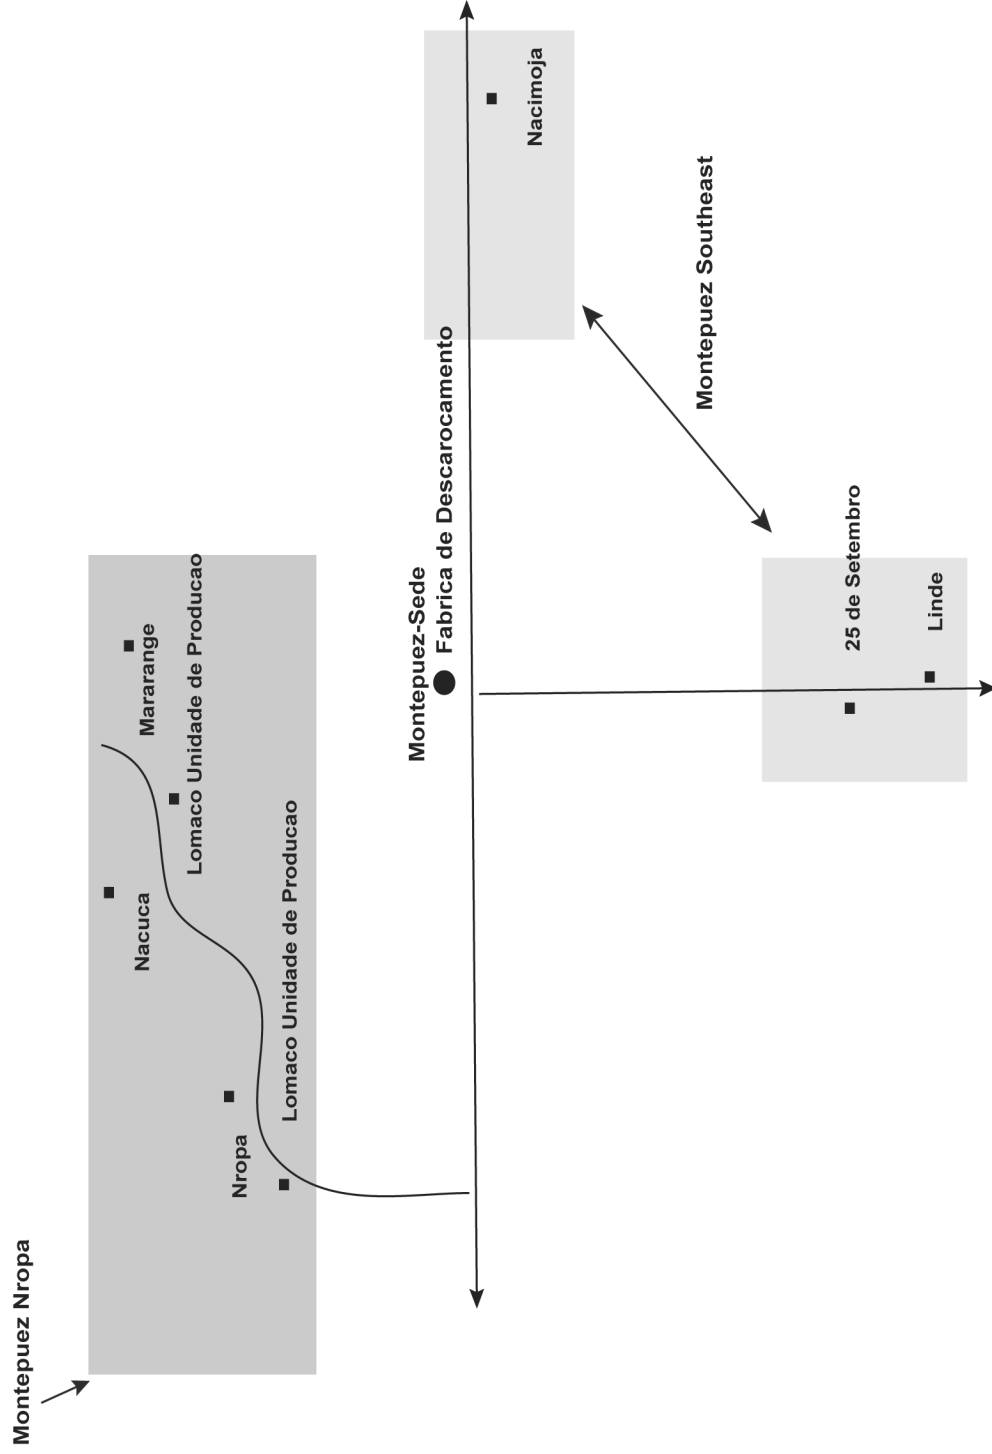 Montepuez Nropa
Nacuca
Mararange
Lomaco Unidade de Producao
Nropa
Lomaco Unidade de Producao
Montepuez-Sede
Fabrica de Descarocamento
Nacimoja
Montepuez Southeast
25 de Setembro
Linde